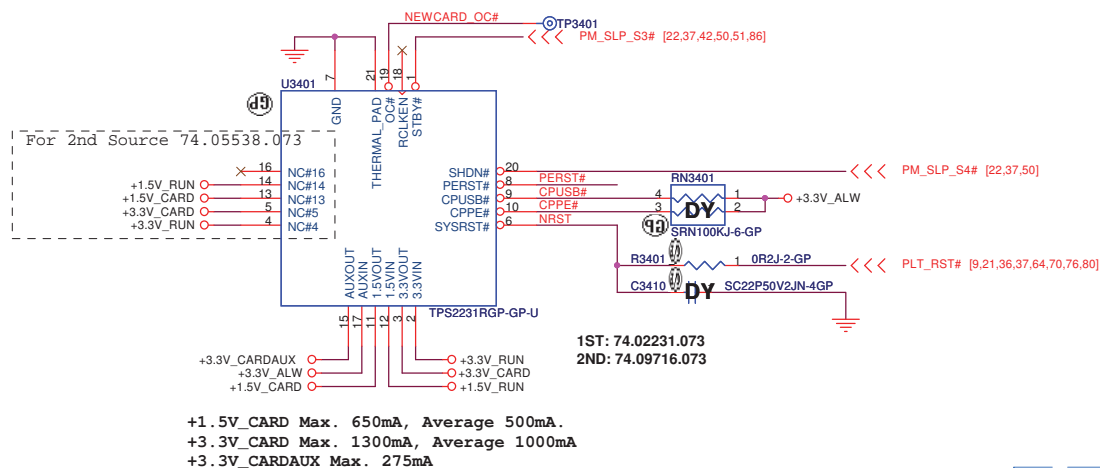 NEWCARD_OC#
TP3401
PM_SLP_S3# [22,37,42,50,51,86]
7
21
19
18
1
U3401
GP
GND
THERMAL_PAD
OC#
RCLKEN
STBY#
For 2nd Source 74.05538.073
16
NC#16
+1.5V_RUN
14
NC#14
+1.5V_CARD
13
NC#13
+3.3V_CARD
5
NC#5
+3.3V_RUN
4
NC#4
SHDN#
20
PM_SLP_S4# [22,37,50]
PERST#
8
PERST#
CPUSB#
9
CPUSB#
CPPE#
10
CPPE#
SYSRST#
6
NRST
RN3401
4
1
3
2
DY
+3.3V_ALW
GP
SRN100KJ-6-GP
R3401
1
0R2J-2-GP
PLT_RST# [9,21,36,37,64,70,76,80]
C3410
DY
SC22P50V2JN-4GP
AUXOUT
AUXIN
1.5VOUT
1.5VIN
3.3VOUT
3.3VIN
TPS2231RGP-GP-U
15
17
11
12
3
2
1ST: 74.02231.073
2ND: 74.09716.073
+3.3V_CARDAUX
+3.3V_RUN
+3.3V_ALW
+3.3V_CARD
+1.5V_CARD
+1.5V_RUN
+1.5V_CARD Max. 650mA, Average 500mA.
+3.3V_CARD Max. 1300mA, Average 1000mA
+3.3V_CARDAUX Max. 275mA